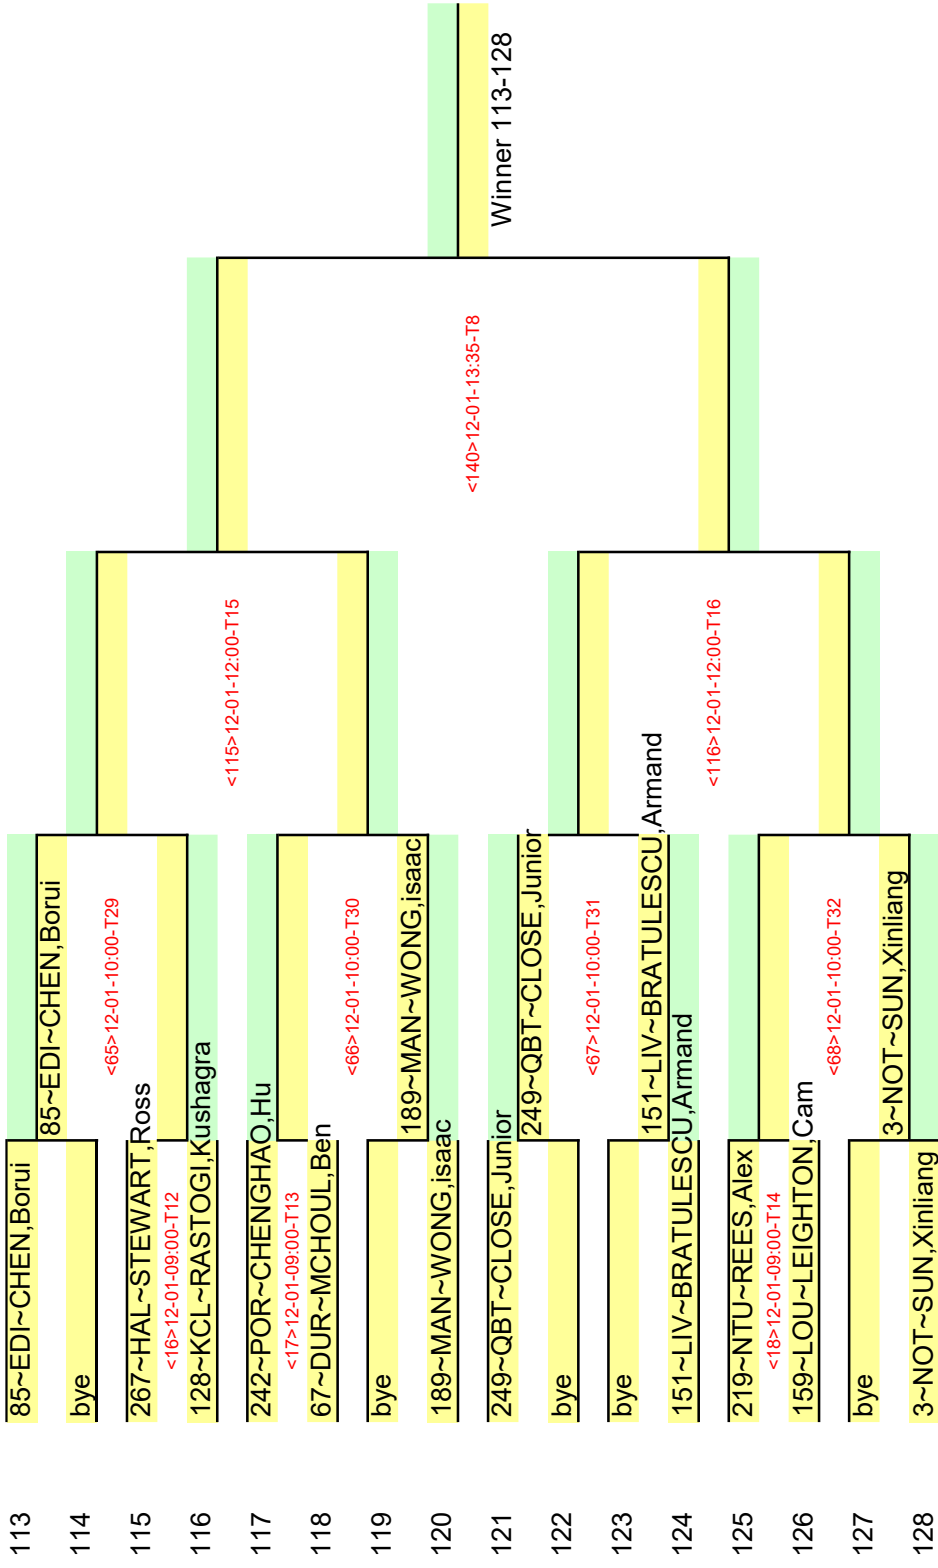 113
85~EDI~CHEN,Borui
114
bye
115
267~HAL~STEWART,Ross
<16>12-01-09:00-T12
116
128~KCL~RASTOGI,Kushagra
117
242~POR~CHENGHAO,Hu
<17>12-01-09:00-T13
118
67~DUR~MCHOUL,Ben
119
bye
120
189~MAN~WONG,isaac
121
249~QBT~CLOSE,Junior
122
bye
123
bye
124
151~LIV~BRATULESCU,Armand
125
219~NTU~REES,Alex
<18>12-01-09:00-T14
126
159~LOU~LEIGHTON,Cam
127
bye
128
3~NOT~SUN,Xinliang
85~EDI~CHEN,Borui
<65>12-01-10:00-T29
<66>12-01-10:00-T30
189~MAN~WONG,isaac
249~QBT~CLOSE,Junior
<67>12-01-10:00-T31
151~LIV~BRATULESCU,Armand
<68>12-01-10:00-T32
3~NOT~SUN,Xinliang
<115>12-01-12:00-T15
<116>12-01-12:00-T16
<140>12-01-13:35-T8
Winner 113-128